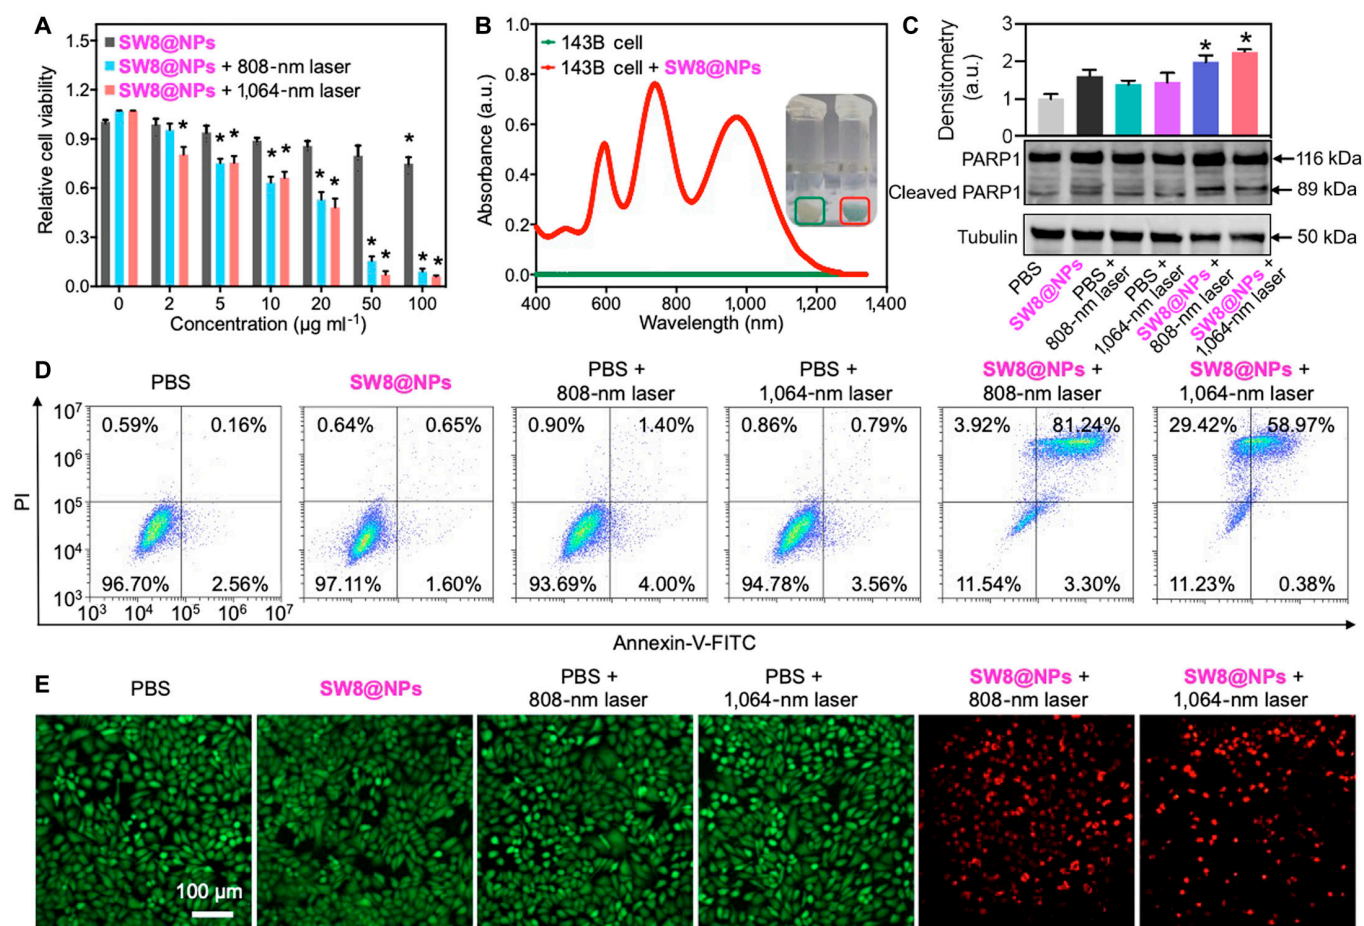 A
1.5
1.2
0.9
0.6
0.3
0.0
Relative cell viability
SW8@NPs
SW8@NPs + 808-nm laser
SW8@NPs + 1,064-nm laser
* * * * * * * * * * * *
0 2 5 10 20 50 100
Concentration (µg ml⁻¹)
B
1.0
0.8
0.6
0.4
0.2
0.0
Absorbance (a.u.)
143B cell
143B cell + SW8@NPs
400 600 800 1,000 1,200 1,400
Wavelength (nm)
C
3
2
1
0
Densitometry
(a.u.)
* *
PARP1
116 kDa
Cleaved PARP1
89 kDa
Tubulin
50 kDa
PBS
SW8@NPs
PBS +
808-nm laser
PBS +
1,064-nm laser
SW8@NPs +
808-nm laser
SW8@NPs +
1,064-nm laser
D
PBS
SW8@NPs
PBS +
808-nm laser
PBS +
1,064-nm laser
SW8@NPs +
808-nm laser
SW8@NPs +
1,064-nm laser
PI
10⁷
10⁶
10⁵
10⁴
10³
0.59% 0.16%
96.70% 2.56%
0.64% 0.65%
97.11% 1.60%
0.90% 1.40%
93.69% 4.00%
0.86% 0.79%
94.78% 3.56%
3.92% 81.24%
11.54% 3.30%
29.42% 58.97%
11.23% 0.38%
10³ 10⁴ 10⁵ 10⁶ 10⁷
Annexin-V-FITC
E
PBS
SW8@NPs
PBS +
808-nm laser
PBS +
1,064-nm laser
SW8@NPs +
808-nm laser
SW8@NPs +
1,064-nm laser
100 µm